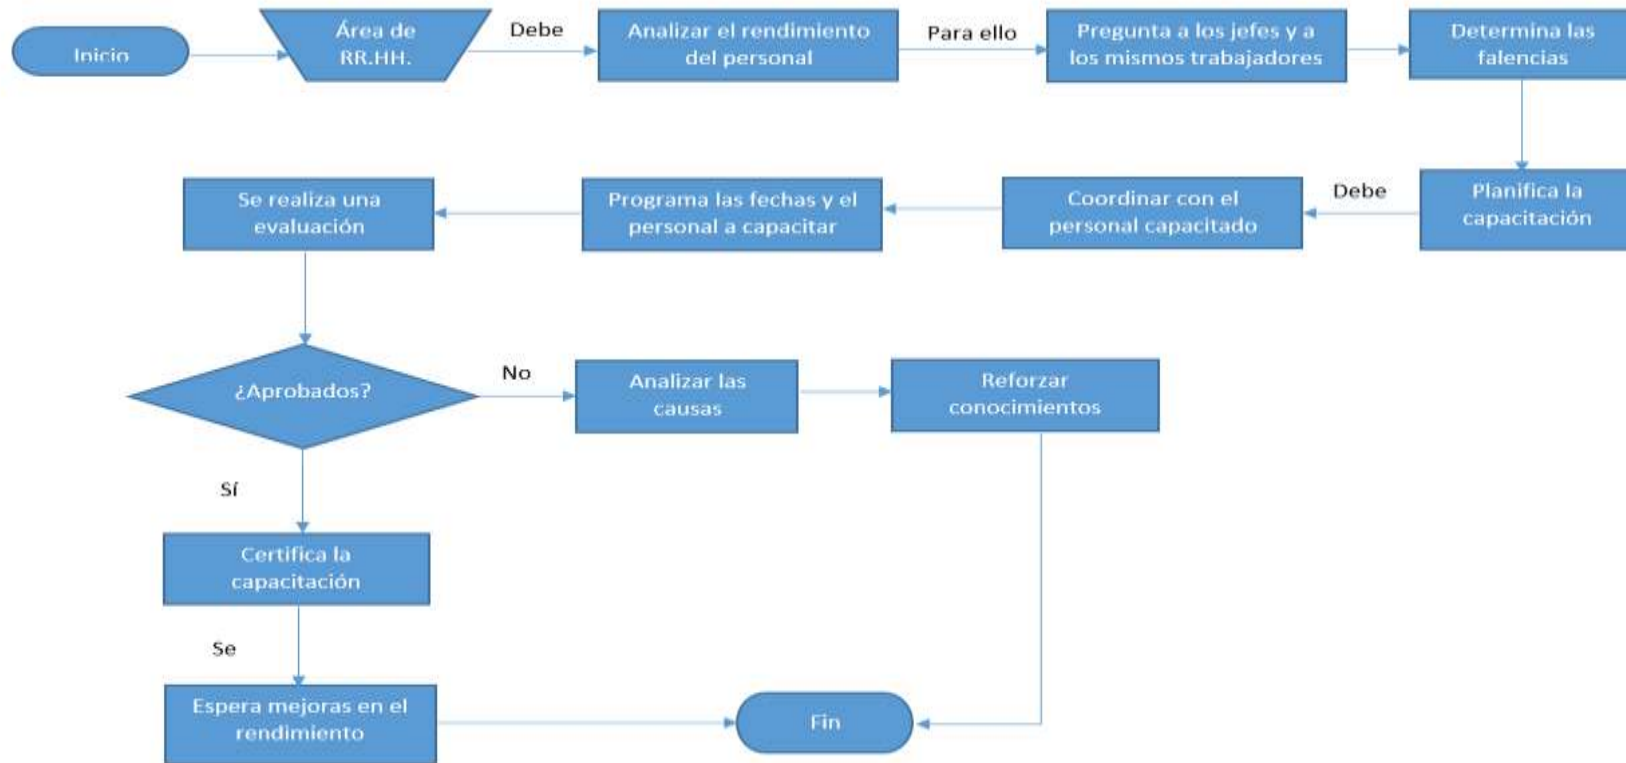 Inicio
Área de
RR.HH.
Debe
Analizar el rendimiento
del personal
Para ello
Pregunta a los jefes y a
los mismos trabajadores
Determina las
falencias
Planifica la
capacitación
Debe
Coordinar con el
personal capacitado
Programa las fechas y el
personal a capacitar
Se realiza una
evaluación
¿Aprobados?
No
Analizar las
causas
Reforzar
conocimientos
Sí
Certifica la
capacitación
Se
Espera mejoras en el
rendimiento
Fin